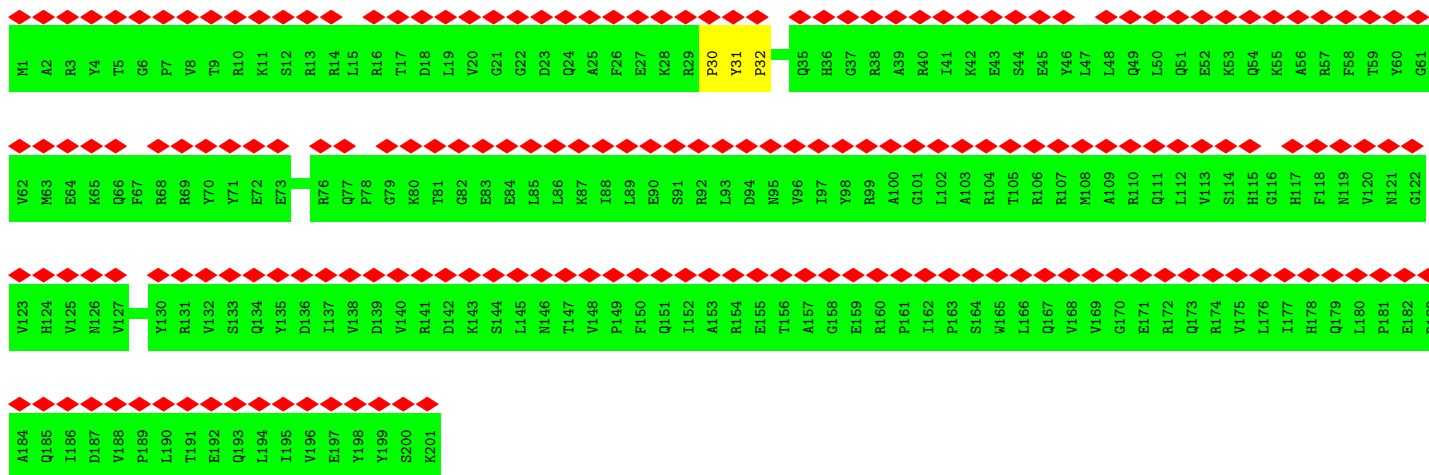 M1 A2 R3 Y4 T5 G6 P7 V8 T9 R10 K11 S12 R13 R14 L15 R16 T17 D18 L19 V20 G21 G22 D23 Q24 A25 F26 E27 K28 R29 P30 Y31 P32 Q35 H36 G37 R38 A39 R40 I41 K42 E43 S44 E45 Y46 L47 L48 Q49 L50 Q51 E52 K53 Q54 K55 A56 R57 F58 T59 Y60 G61
V62 M63 E64 K65 Q66 F67 R68 R69 Y70 Y71 E72 E73 R76 Q77 P78 G79 K80 T81 G82 E83 E84 L85 L86 K87 I88 L89 E90 S91 R92 L93 D94 N95 V96 I97 Y98 R99 A100 G101 L102 A103 R104 T105 R106 R107 M108 A109 R110 Q111 L112 V113 S114 H115 G116 H117 F118 N119 V120 N121 G122
V123 H124 V125 N126 V127 Y130 R131 V132 S133 Q134 Y135 D136 I137 V138 D139 V140 R141 D142 K143 S144 L145 N146 T147 V148 P149 F150 Q151 I152 A153 R154 E155 T156 A157 G158 E159 R160 P161 I162 P163 S164 W165 L166 Q167 V168 V169 G170 E171 R172 Q173 R174 V175 L176 I177 H178 Q179 L180 P181 E182
A184 Q185 I186 D187 V188 P189 L190 T191 E192 Q193 L194 I195 V196 E197 Y198 Y199 S200 K201